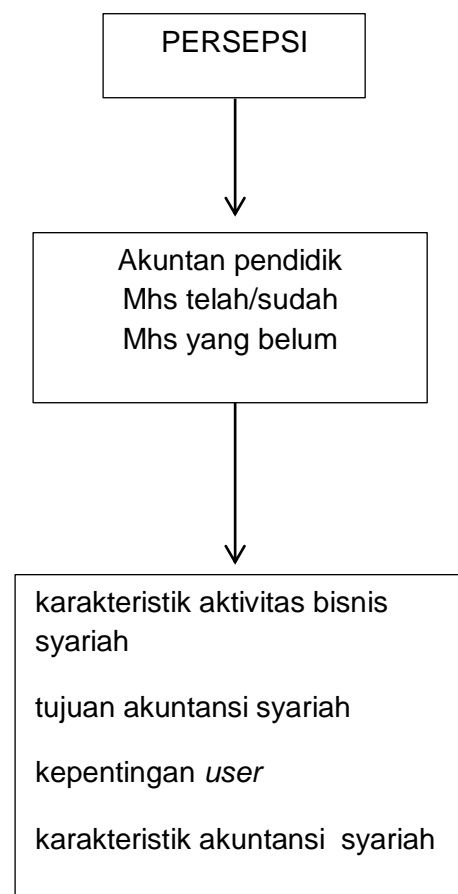 PERSEPSI
Akuntan pendidik
Mhs telah/sudah
Mhs yang belum
karakteristik aktivitas bisnis
syariah
tujuan akuntansi syariah
kepentingan user
karakteristik akuntansi  syariah